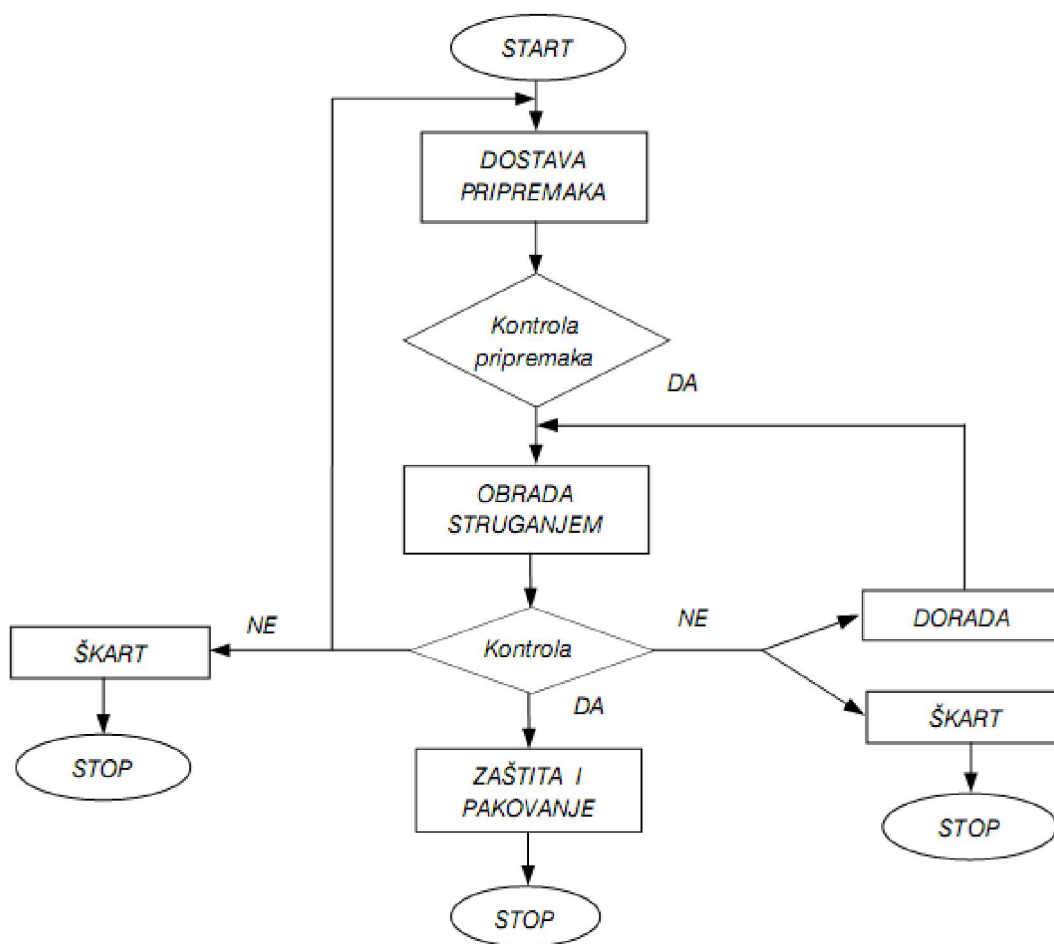 START
DOSTAVA
PRIPREMAKA
Kontrola
pripremaka
DA
OBRADA
STRUGANJEM
NE
ŠKART
Kontrola
NE
DORADA
DA
ŠKART
STOP
ZAŠTITA I
PAKOVANJE
STOP
STOP